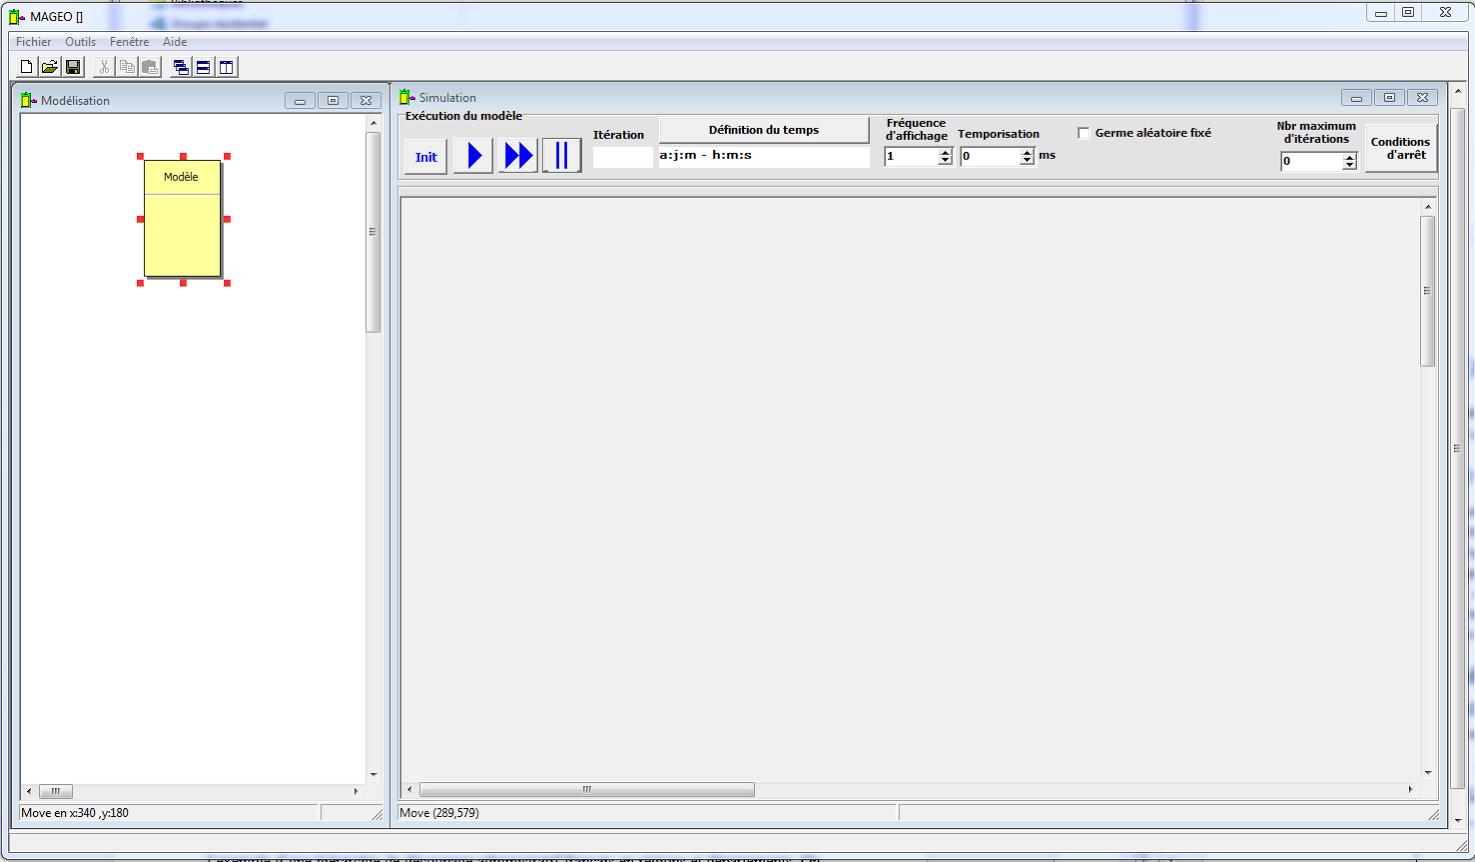 MAGEO []
Fichier Outils Fenêtre Aide
Modélisation
Modèle
Move en x:340 ,y:180
Simulation
Exécution du modèle
Init
Itération
Définition du temps
a:j:m - h:m:s
Fréquence
d'affichage
1
Temporisation
0
ms
Germe aléatoire fixé
Nbr maximum
d'itérations
0
Conditions
d'arrêt
Move (289,579)